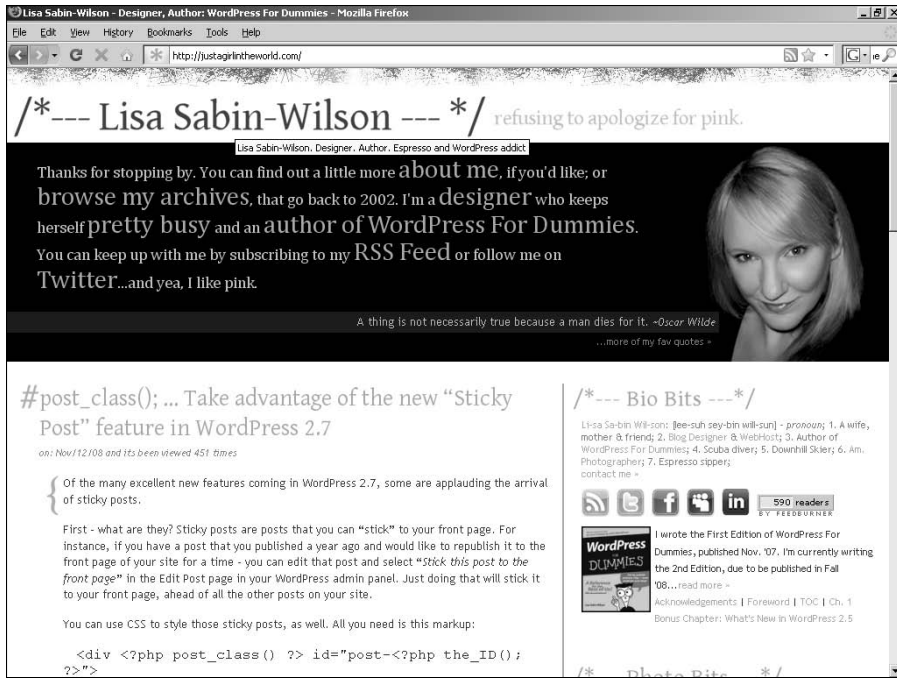 Lisa Sabin-Wilson - Designer, Author: WordPress For Dummies - Mozilla Firefox
File Edit View History Bookmarks Tools Help
http://justagirlintheworld.com/
G
/*--- Lisa Sabin-Wilson --- */ refusing to apologize for pink.
Lisa Sabin-Wilson. Designer. Author. Espresso and WordPress addict
Thanks for stopping by. You can find out a little more about me, if you'd like; or
browse my archives, that go back to 2002. I'm a designer who keeps
herself pretty busy and an author of WordPress For Dummies.
You can keep up with me by subscribing to my RSS Feed or follow me on
Twitter...and yea, I like pink.
A thing is not necessarily true because a man dies for it. ~Oscar Wilde
...more of my fav quotes »
#post_class(); ... Take advantage of the new “Sticky
Post” feature in WordPress 2.7
on: Nov/12/08 and its been viewed 451 times
{ Of the many excellent new features coming in WordPress 2.7, some are applauding the arrival
of sticky posts.
First - what are they? Sticky posts are posts that you can “stick” to your front page. For
instance, if you have a post that you published a year ago and would like to republish it to the
front page of your site for a time - you can edit that post and select “Stick this post to the
front page” in the Edit Post page in your WordPress admin panel. Just doing that will stick it
to your front page, ahead of all the other posts on your site.
You can use CSS to style those sticky posts, as well. All you need is this markup:
<div <?php post_class() ?> id="post-<?php the_ID();
?>">
/*--- Bio Bits ---*/
Li-sa Sa-bin Wil-son: [lee-suh sey-bin will-sun] - pronoun; 1. A wife,
mother & friend; 2. Blog Designer & WebHost; 3. Author of
WordPress For Dummies; 4. Scuba diver; 5. Downhill Skier; 6. Am.
Photographer; 7. Espresso sipper;
contact me »
in
590 readers
BY FEEDBURNER
WordPress
DUMMIES
I wrote the First Edition of WordPress For
Dummies, published Nov. '07. I'm currently writing
the 2nd Edition, due to be published in Fall
'08...read more »
Acknowledgements | Foreword | TOC | Ch. 1
Bonus Chapter: What's New in WordPress 2.5
/*--- Photo Bits ---*/